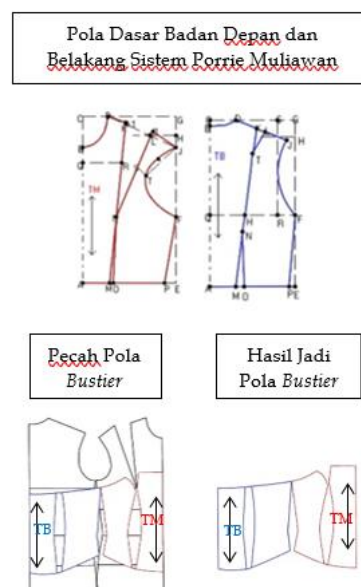 Pola Dasar Badan Depan dan
Belakang Sistem Porrie Muliawan
TM
TB
Pecah Pola
Bustier
Hasil Jadi
Pola Bustier
TB
TM
TB
TM